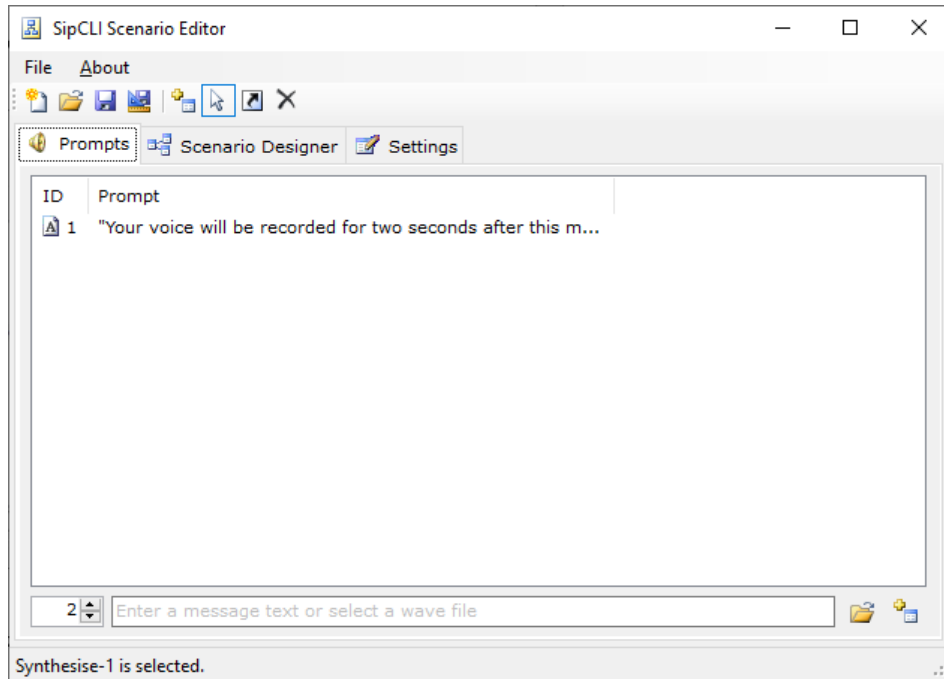 SipCLI Scenario Editor
File About
Prompts Scenario Designer Settings
ID Prompt
1 "Your voice will be recorded for two seconds after this m...
2 Enter a message text or select a wave file
Synthesise-1 is selected.